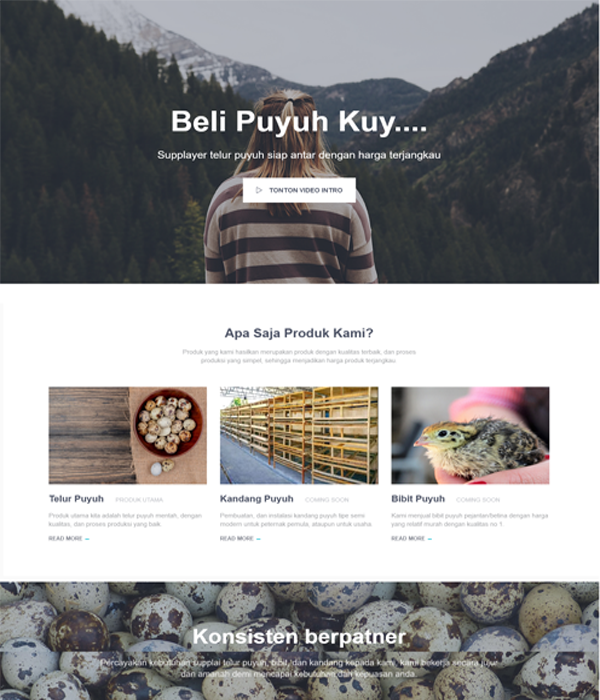 Beli Puyuh Kuy....
Supplayer telur puyuh siap antar dengan harga terjangkau
TONTON VIDEO INTRO
Apa Saja Produk Kami?
Produk yang kami hasilkan merupakan produk dengan kualitas terbaik, dan proses
produksi yang simpel, sehingga menjadikan harga produk terjangkau.
Telur Puyuh PRODUK UTAMA
Produk utama kita adalah telur puyuh mentah, dengan
kualitas, dan proses produksi yang baik.
READ MORE →
Kandang Puyuh COMING SOON
Pembuatan, dan instalasi kandang puyuh tipe semi
modern untuk peternak pemula, ataupun untuk usaha.
READ MORE →
Bibit Puyuh COMING SOON
Kami menjual bibit puyuh pejantan/betina dengan harga
yang relatif murah dengan kualitas no 1.
READ MORE →
Konsisten berpatner
Percayakan kebutuhan supplai telur puyuh, bibit, dan kandang kepada kami, kami bekerja secara jujur
dan amanah demi mencapai kebutuhan dan kepuasan anda.